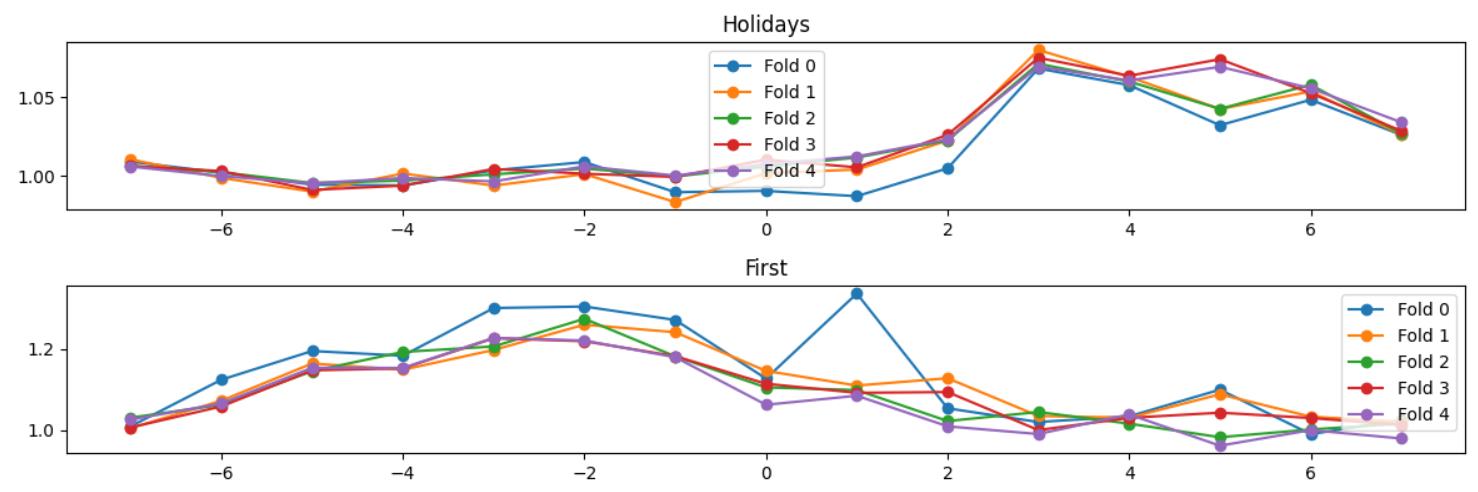 Holidays
Fold 0
Fold 1
Fold 2
Fold 3
Fold 4
1.05
1.00
−6 −4 −2 0 2 4 6
First
Fold 0
Fold 1
Fold 2
Fold 3
Fold 4
1.2
1.0
−6 −4 −2 0 2 4 6